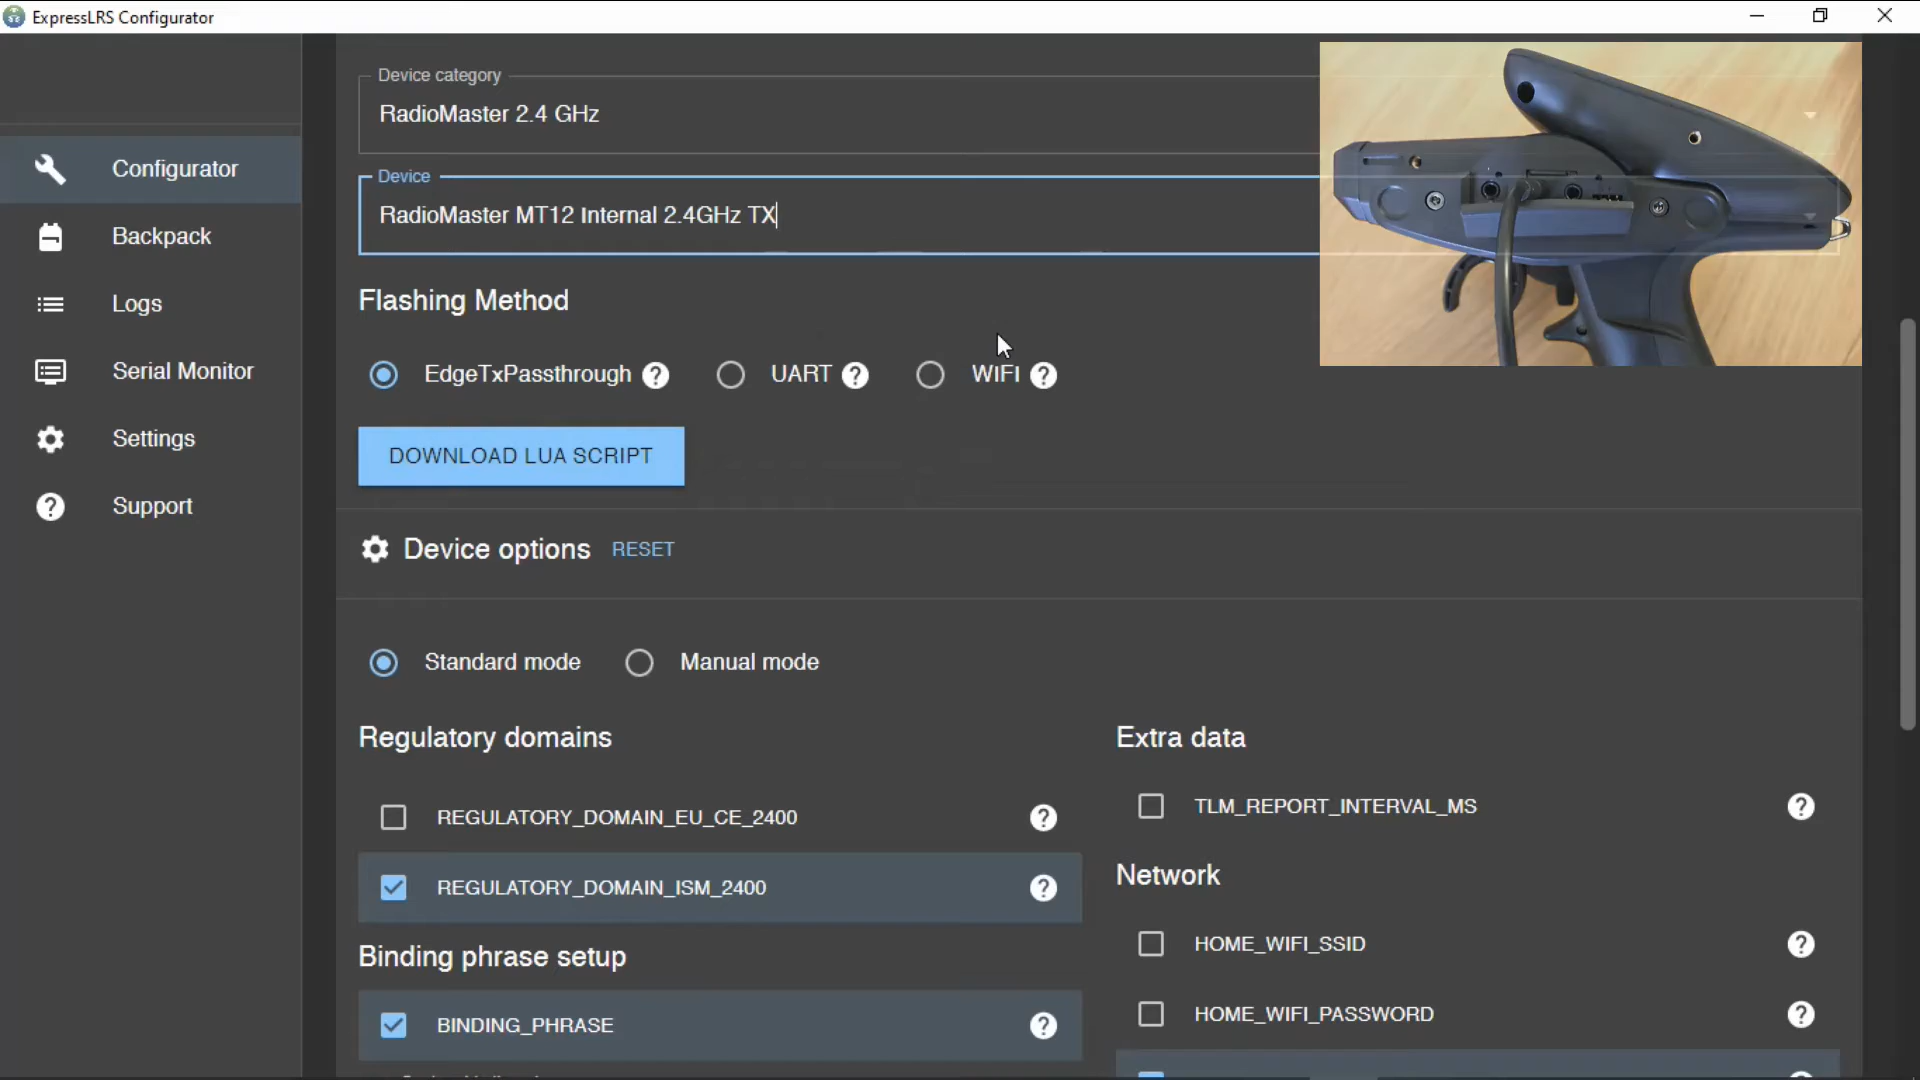 ExpressLRS Configurator
Configurator
Backpack
Logs
Serial Monitor
Settings
Support
Device category
RadioMaster 2.4 GHz
Device
RadioMaster MT12 Internal 2.4GHz TX
Flashing Method
EdgeTxPassthrough ? UART ? WIFI ?
DOWNLOAD LUA SCRIPT
Device options RESET
Standard mode Manual mode
Regulatory domains
REGULATORY_DOMAIN_EU_CE_2400 ?
REGULATORY_DOMAIN_ISM_2400 ?
Binding phrase setup
BINDING_PHRASE ?
Extra data
TLM_REPORT_INTERVAL_MS ?
Network
HOME_WIFI_SSID ?
HOME_WIFI_PASSWORD ?